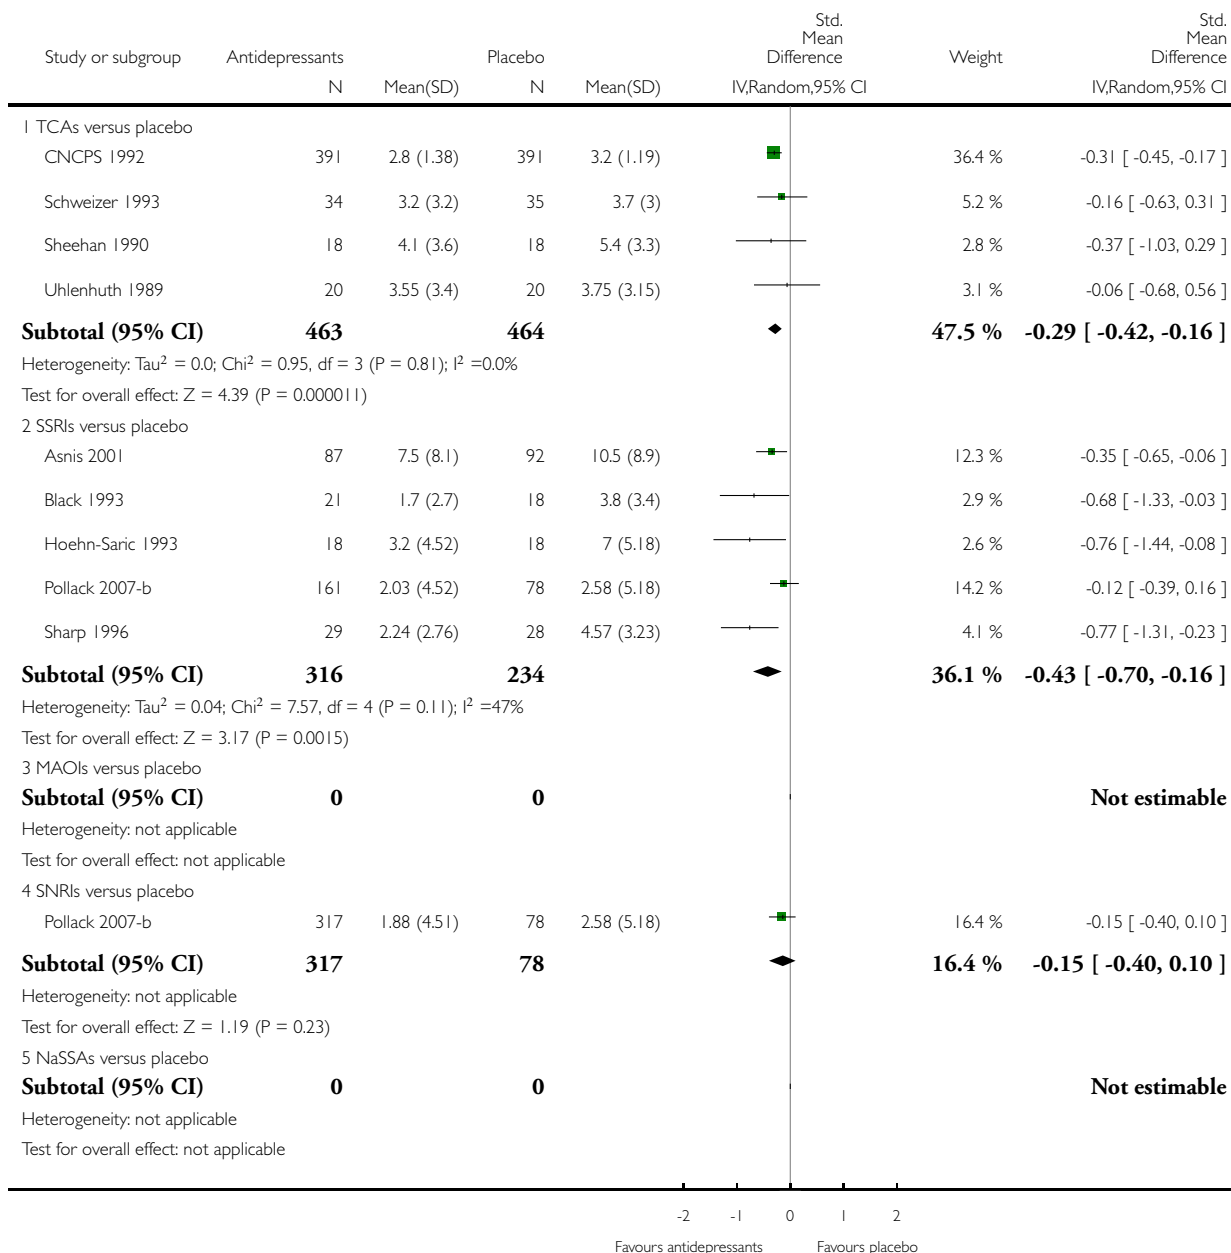 Study or subgroup Antidepressants Placebo Std. Mean Difference Weight Std. Mean Difference
N Mean(SD) N Mean(SD) IV,Random,95% CI IV,Random,95% CI
1 TCAs versus placebo
CNCPS 1992 391 2.8 (1.38) 391 3.2 (1.19) 36.4 % -0.31 [ -0.45, -0.17 ]
Schweizer 1993 34 3.2 (3.2) 35 3.7 (3) 5.2 % -0.16 [ -0.63, 0.31 ]
Sheehan 1990 18 4.1 (3.6) 18 5.4 (3.3) 2.8 % -0.37 [ -1.03, 0.29 ]
Uhlenhuth 1989 20 3.55 (3.4) 20 3.75 (3.15) 3.1 % -0.06 [ -0.68, 0.56 ]
Subtotal (95% CI) 463 464 47.5 % -0.29 [ -0.42, -0.16 ]
Heterogeneity: Tau² = 0.0; Chi² = 0.95, df = 3 (P = 0.81); I² =0.0%
Test for overall effect: Z = 4.39 (P = 0.000011)
2 SSRIs versus placebo
Asnis 2001 87 7.5 (8.1) 92 10.5 (8.9) 12.3 % -0.35 [ -0.65, -0.06 ]
Black 1993 21 1.7 (2.7) 18 3.8 (3.4) 2.9 % -0.68 [ -1.33, -0.03 ]
Hoehn-Saric 1993 18 3.2 (4.52) 18 7 (5.18) 2.6 % -0.76 [ -1.44, -0.08 ]
Pollack 2007-b 161 2.03 (4.52) 78 2.58 (5.18) 14.2 % -0.12 [ -0.39, 0.16 ]
Sharp 1996 29 2.24 (2.76) 28 4.57 (3.23) 4.1 % -0.77 [ -1.31, -0.23 ]
Subtotal (95% CI) 316 234 36.1 % -0.43 [ -0.70, -0.16 ]
Heterogeneity: Tau² = 0.04; Chi² = 7.57, df = 4 (P = 0.11); I² =47%
Test for overall effect: Z = 3.17 (P = 0.0015)
3 MAOIs versus placebo
Subtotal (95% CI) 0 0 Not estimable
Heterogeneity: not applicable
Test for overall effect: not applicable
4 SNRIs versus placebo
Pollack 2007-b 317 1.88 (4.51) 78 2.58 (5.18) 16.4 % -0.15 [ -0.40, 0.10 ]
Subtotal (95% CI) 317 78 16.4 % -0.15 [ -0.40, 0.10 ]
Heterogeneity: not applicable
Test for overall effect: Z = 1.19 (P = 0.23)
5 NaSSAs versus placebo
Subtotal (95% CI) 0 0 Not estimable
Heterogeneity: not applicable
Test for overall effect: not applicable
-2 -1 0 1 2
Favours antidepressants Favours placebo